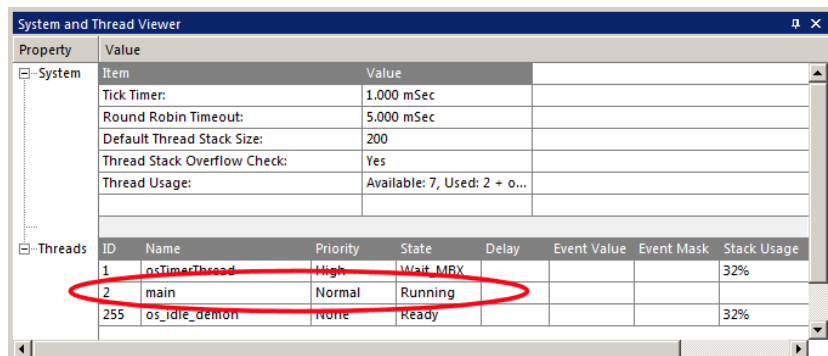 System and Thread Viewer
Property Value
System Item Value
Tick Timer: 1.000 mSec
Round Robin Timeout: 5.000 mSec
Default Thread Stack Size: 200
Thread Stack Overflow Check: Yes
Thread Usage: Available: 7, Used: 2 + o...
Threads ID Name Priority State Delay Event Value Event Mask Stack Usage
1 osTimerThread High Wait_MBX 32%
2 main Normal Running
255 os_idle_demon None Ready 32%